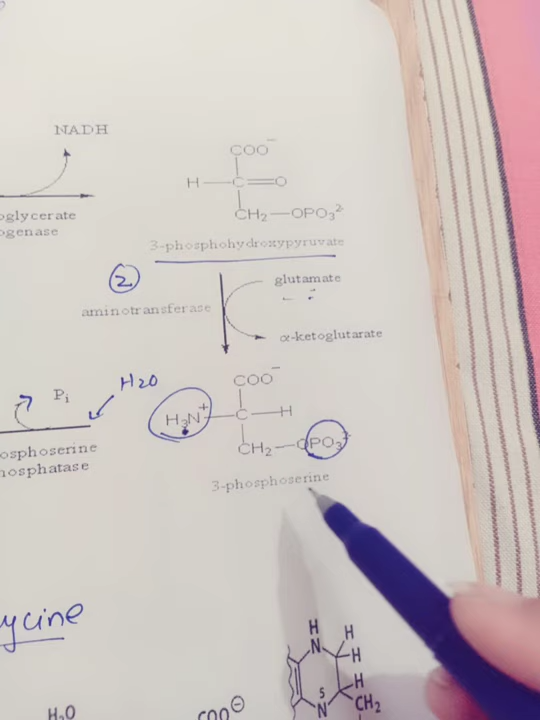 NADH
COO⁻
H—C=O
oglycerate
CH₂—OPO₃²⁻
ogenase
3-phosphohydroxypyruvate
2
glutamate
aminotransferase
α-ketoglutarate
COO⁻
H₂O
Pᵢ
H₃N⁺—C—H
osphoserine
CH₂—OPO₃²⁻
hosphatase
3-phosphoserine
ycine
H
N
H
H
H
5
N
CH₂
H₂O
COO⊖